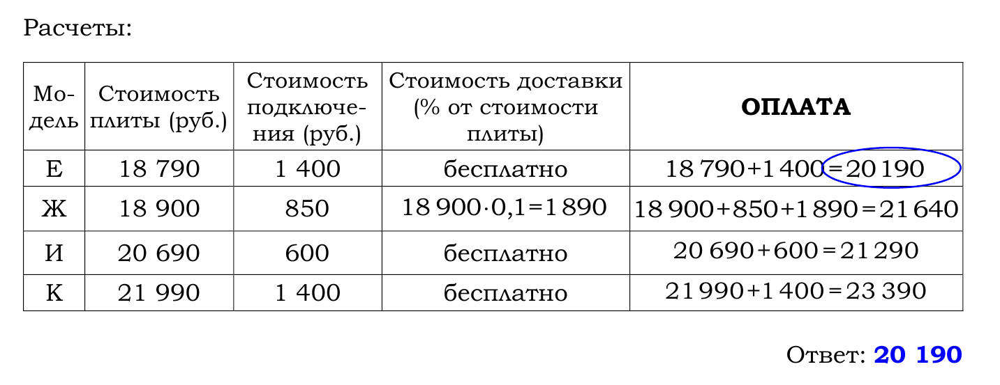 Расчеты:
Мо-
дель
Стоимость
плиты (руб.)
Стоимость
подключе-
ния (руб.)
Стоимость доставки
(% от стоимости
плиты)
ОПЛАТА
Е 18 790 1 400 бесплатно 18 790+1 400=20 190
Ж 18 900 850 18 900·0,1=1 890 18 900+850+1 890=21 640
И 20 690 600 бесплатно 20 690+600=21 290
К 21 990 1 400 бесплатно 21 990+1 400=23 390
Ответ: 20 190